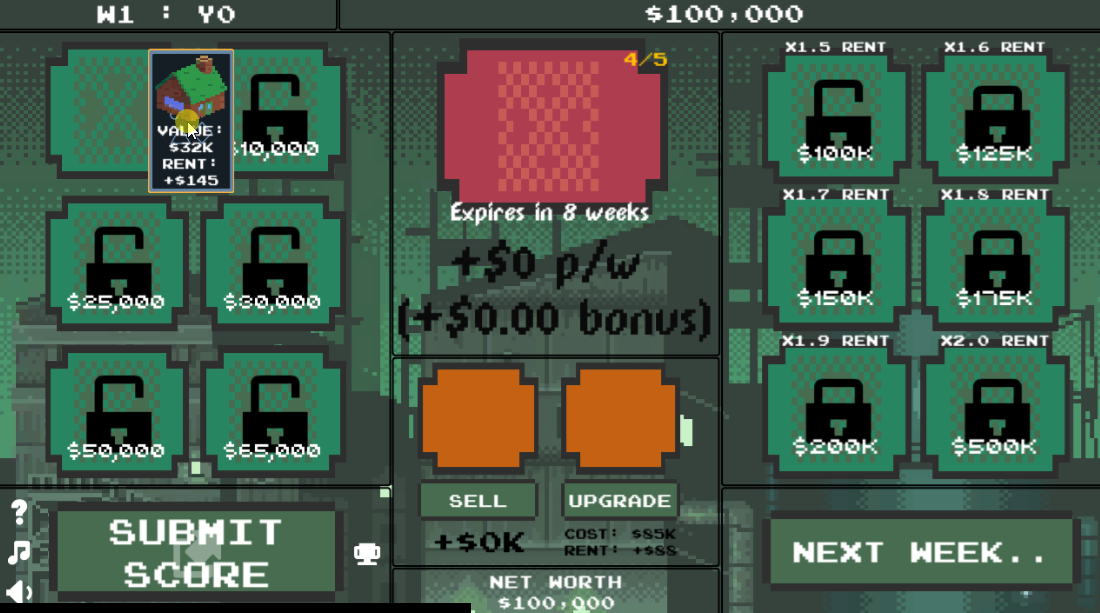 W1 : Y0
$100,000
VALUE:
$32K
RENT:
+$145
$10,000
$25,000
$30,000
$50,000
$65,000
SUBMIT
SCORE
?
4/5
Expires in 8 weeks
+$0 p/w
(+$0.00 bonus)
SELL
UPGRADE
+$0K
COST: $85K
RENT: +$88
NET WORTH
$100,000
X1.5 RENT
X1.6 RENT
$100K
$125K
X1.7 RENT
X1.8 RENT
$150K
$175K
X1.9 RENT
X2.0 RENT
$200K
$500K
NEXT WEEK..